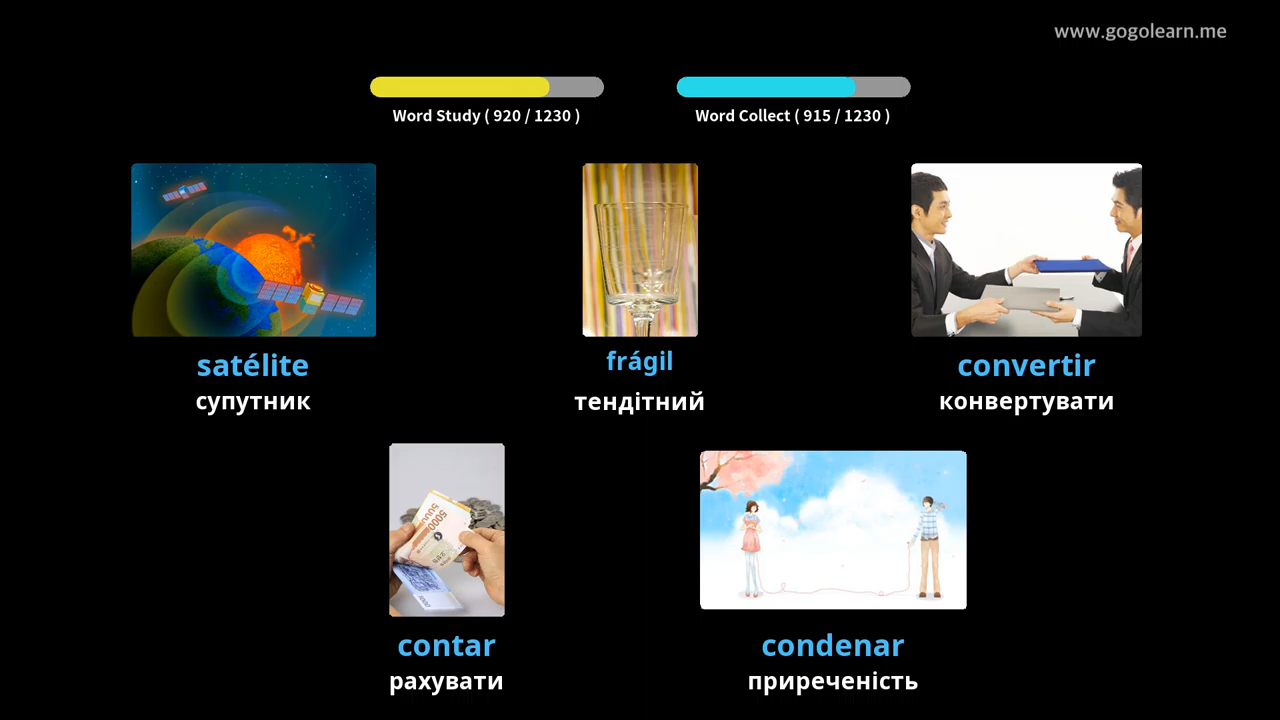 www.gogolearn.me
Word Study ( 920 / 1230 )
Word Collect ( 915 / 1230 )
satélite
супутник
frágil
тендітний
convertir
конвертувати
5000
contar
рахувати
condenar
приреченість